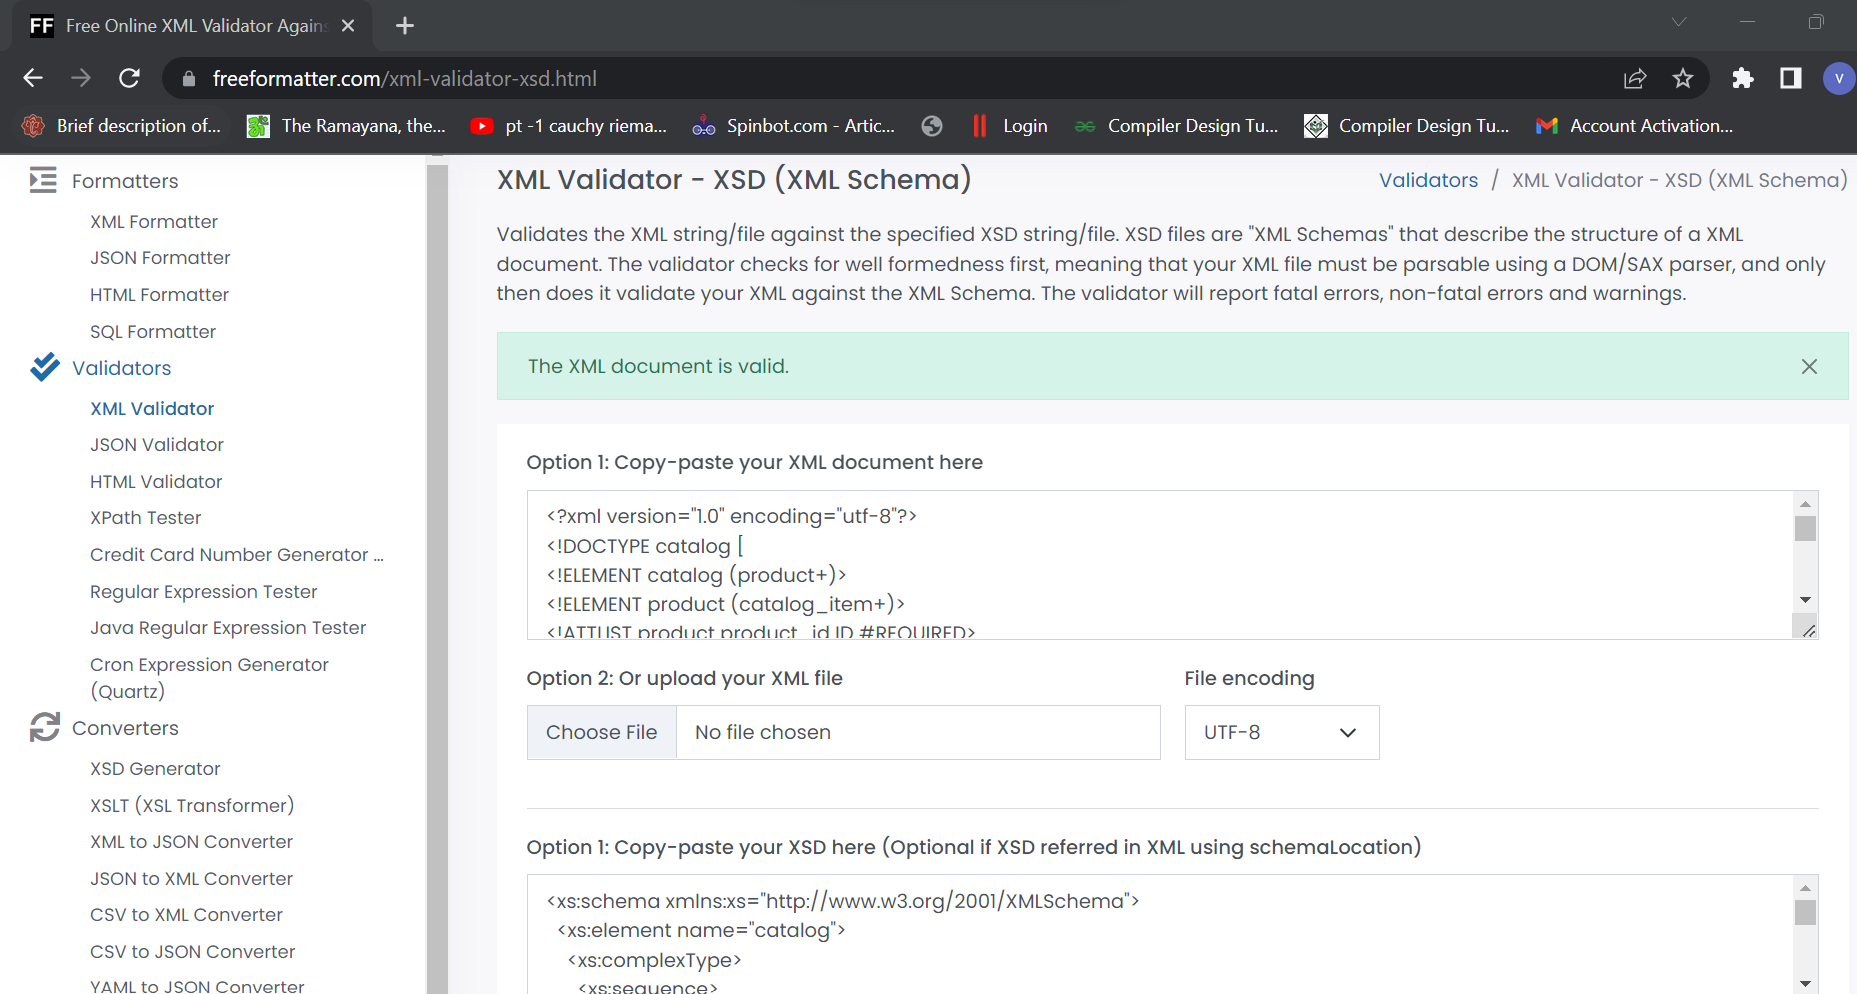 FF Free Online XML Validator Agains
freeformatter.com/xml-validator-xsd.html
V
Brief description of... The Ramayana, the... pt -1 cauchy riema... Spinbot.com - Artic... Login Compiler Design Tu... Compiler Design Tu... Account Activation...
Formatters
XML Formatter
JSON Formatter
HTML Formatter
SQL Formatter
Validators
XML Validator
JSON Validator
HTML Validator
XPath Tester
Credit Card Number Generator ...
Regular Expression Tester
Java Regular Expression Tester
Cron Expression Generator
(Quartz)
Converters
XSD Generator
XSLT (XSL Transformer)
XML to JSON Converter
JSON to XML Converter
CSV to XML Converter
CSV to JSON Converter
YAML to JSON Converter
XML Validator - XSD (XML Schema)
Validators / XML Validator - XSD (XML Schema)
Validates the XML string/file against the specified XSD string/file. XSD files are "XML Schemas" that describe the structure of a XML
document. The validator checks for well formedness first, meaning that your XML file must be parsable using a DOM/SAX parser, and only
then does it validate your XML against the XML Schema. The validator will report fatal errors, non-fatal errors and warnings.
The XML document is valid.
Option 1: Copy-paste your XML document here
<?xml version="1.0" encoding="utf-8"?>
<!DOCTYPE catalog [
<!ELEMENT catalog (product+)>
<!ELEMENT product (catalog_item+)>
<!ATTLIST product product_id ID #REQUIRED>
Option 2: Or upload your XML file
File encoding
Choose File No file chosen
UTF-8
Option 1: Copy-paste your XSD here (Optional if XSD referred in XML using schemaLocation)
<xs:schema xmlns:xs="http://www.w3.org/2001/XMLSchema">
<xs:element name="catalog">
<xs:complexType>
<xs:sequence>